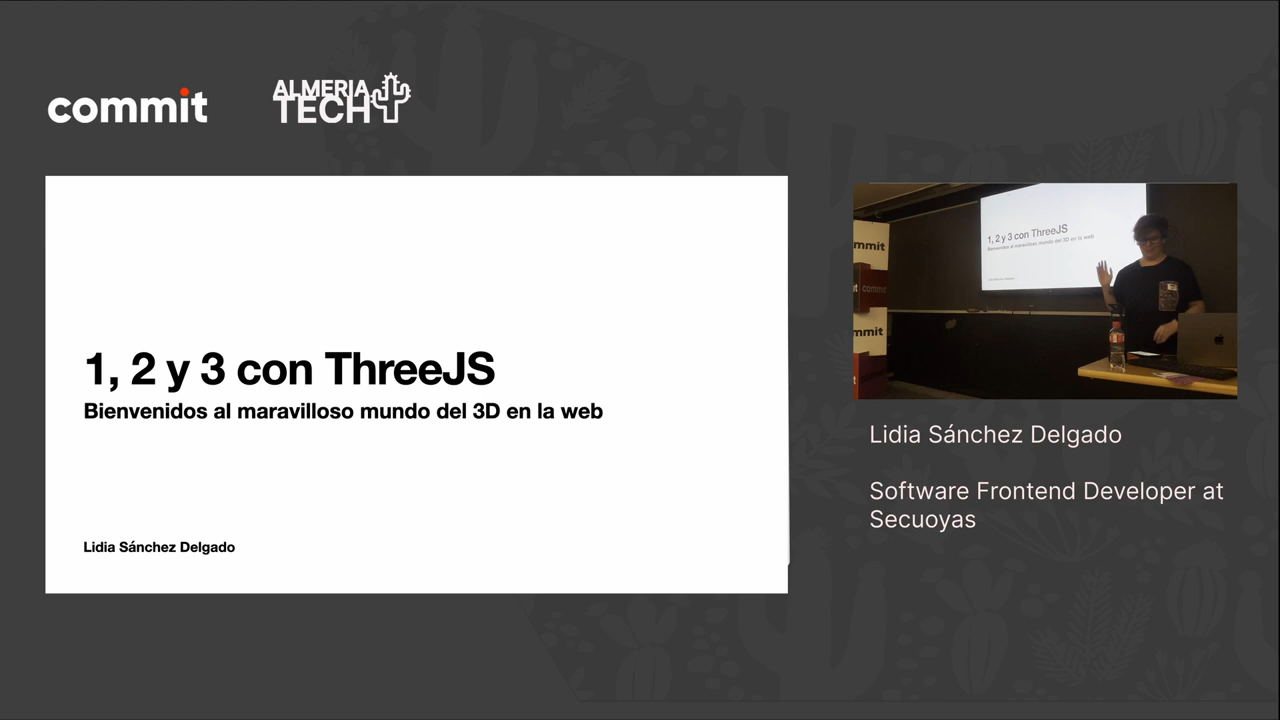 commit
ALMERIA
TECH
1, 2 y 3 con ThreeJS
Bienvenidos al maravilloso mundo del 3D en la web
Lidia Sánchez Delgado
mmit
1, 2 y 3 con ThreeJS
Bienvenidos al maravilloso mundo del 3D en la web
commit
mmit
Lidia Sánchez Delgado
Software Frontend Developer at
Secuoyas